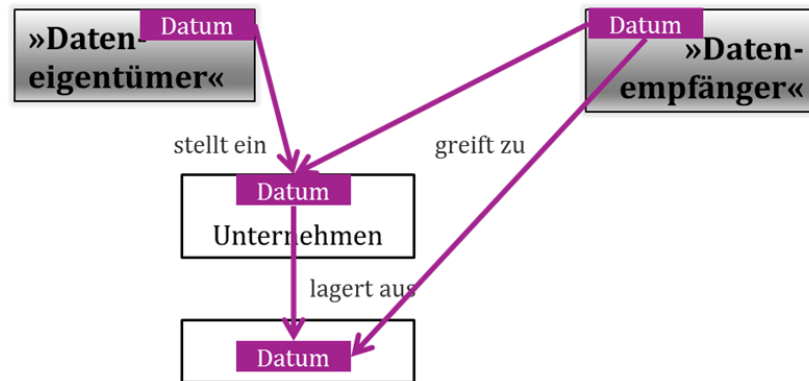 Datum
»Daten-
eigentümer«
Datum
»Daten-
empfänger«
stellt ein
greift zu
Datum
Unternehmen
lagert aus
Datum